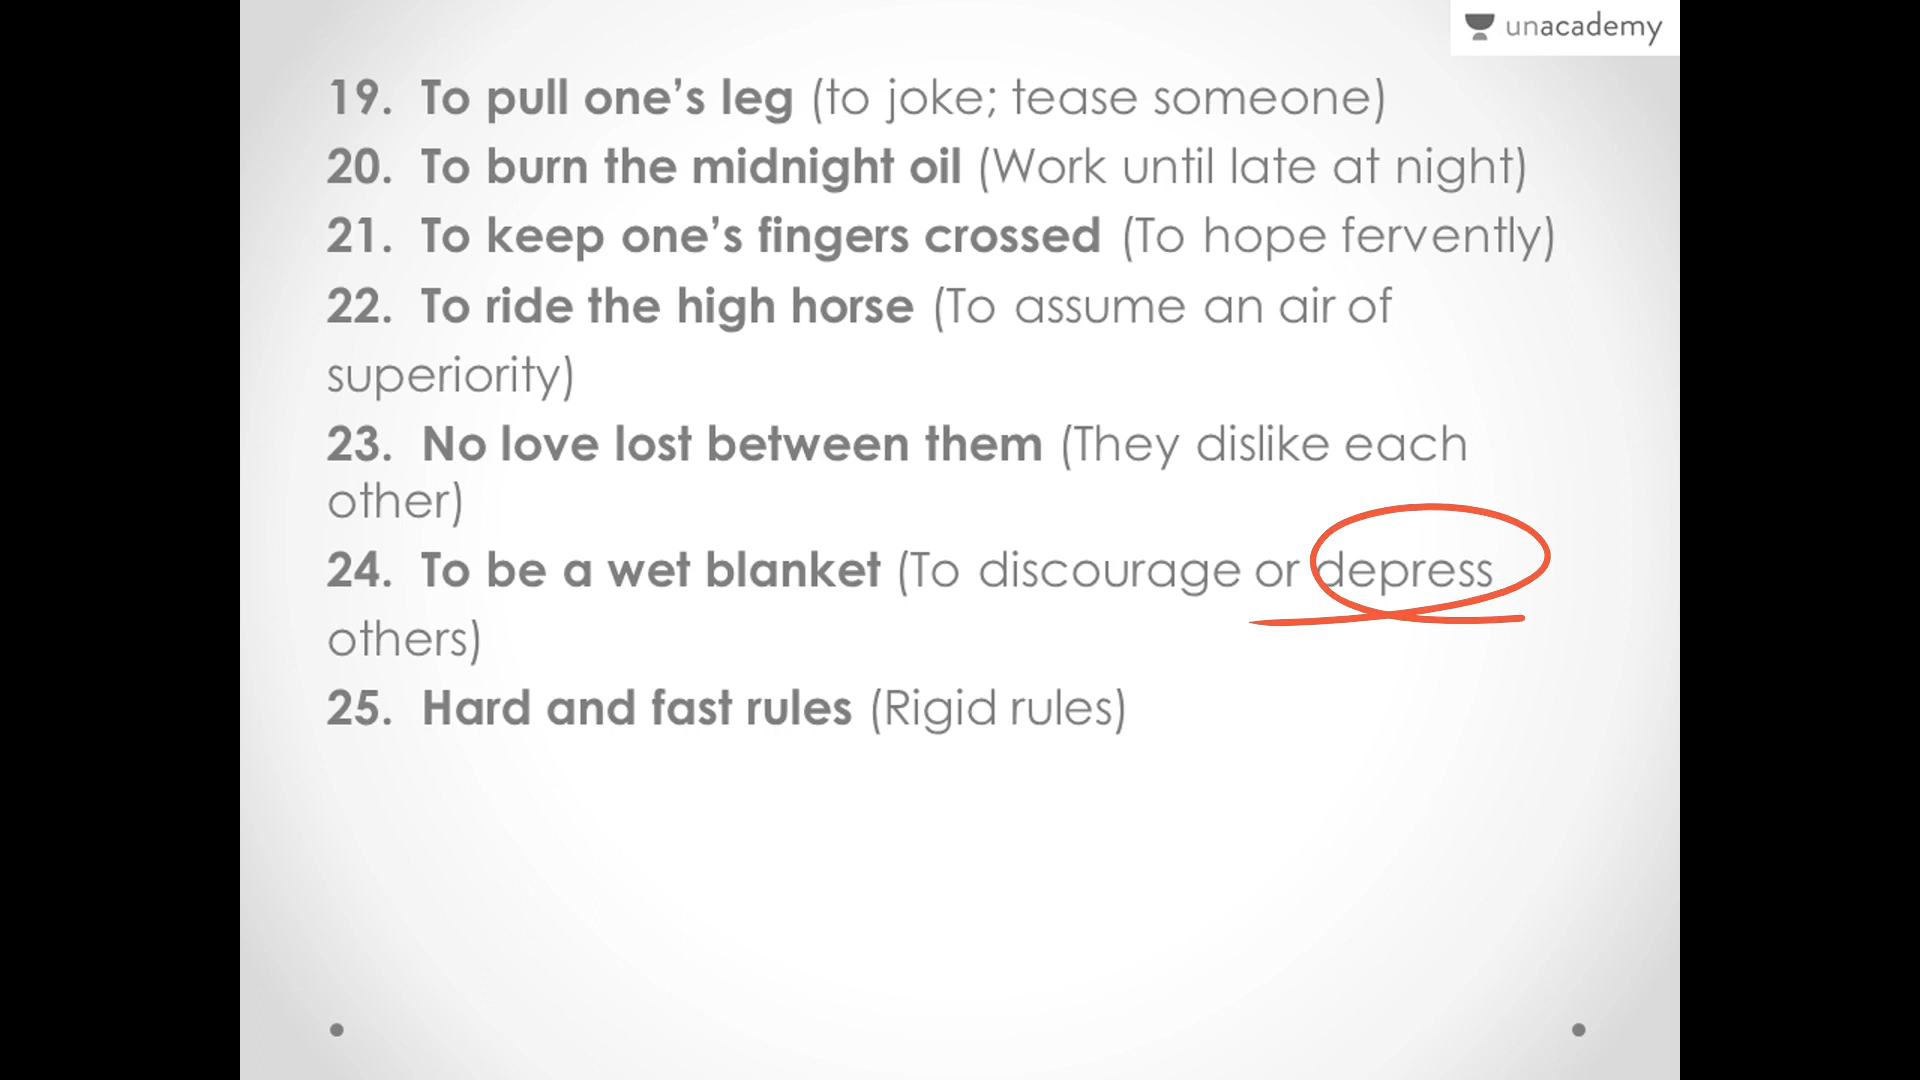 unacademy
19. To pull one’s leg (to joke; tease someone)
20. To burn the midnight oil (Work until late at night)
21. To keep one’s fingers crossed (To hope fervently)
22. To ride the high horse (To assume an air of
superiority)
23. No love lost between them (They dislike each
other)
24. To be a wet blanket (To discourage or depress
others)
25. Hard and fast rules (Rigid rules)